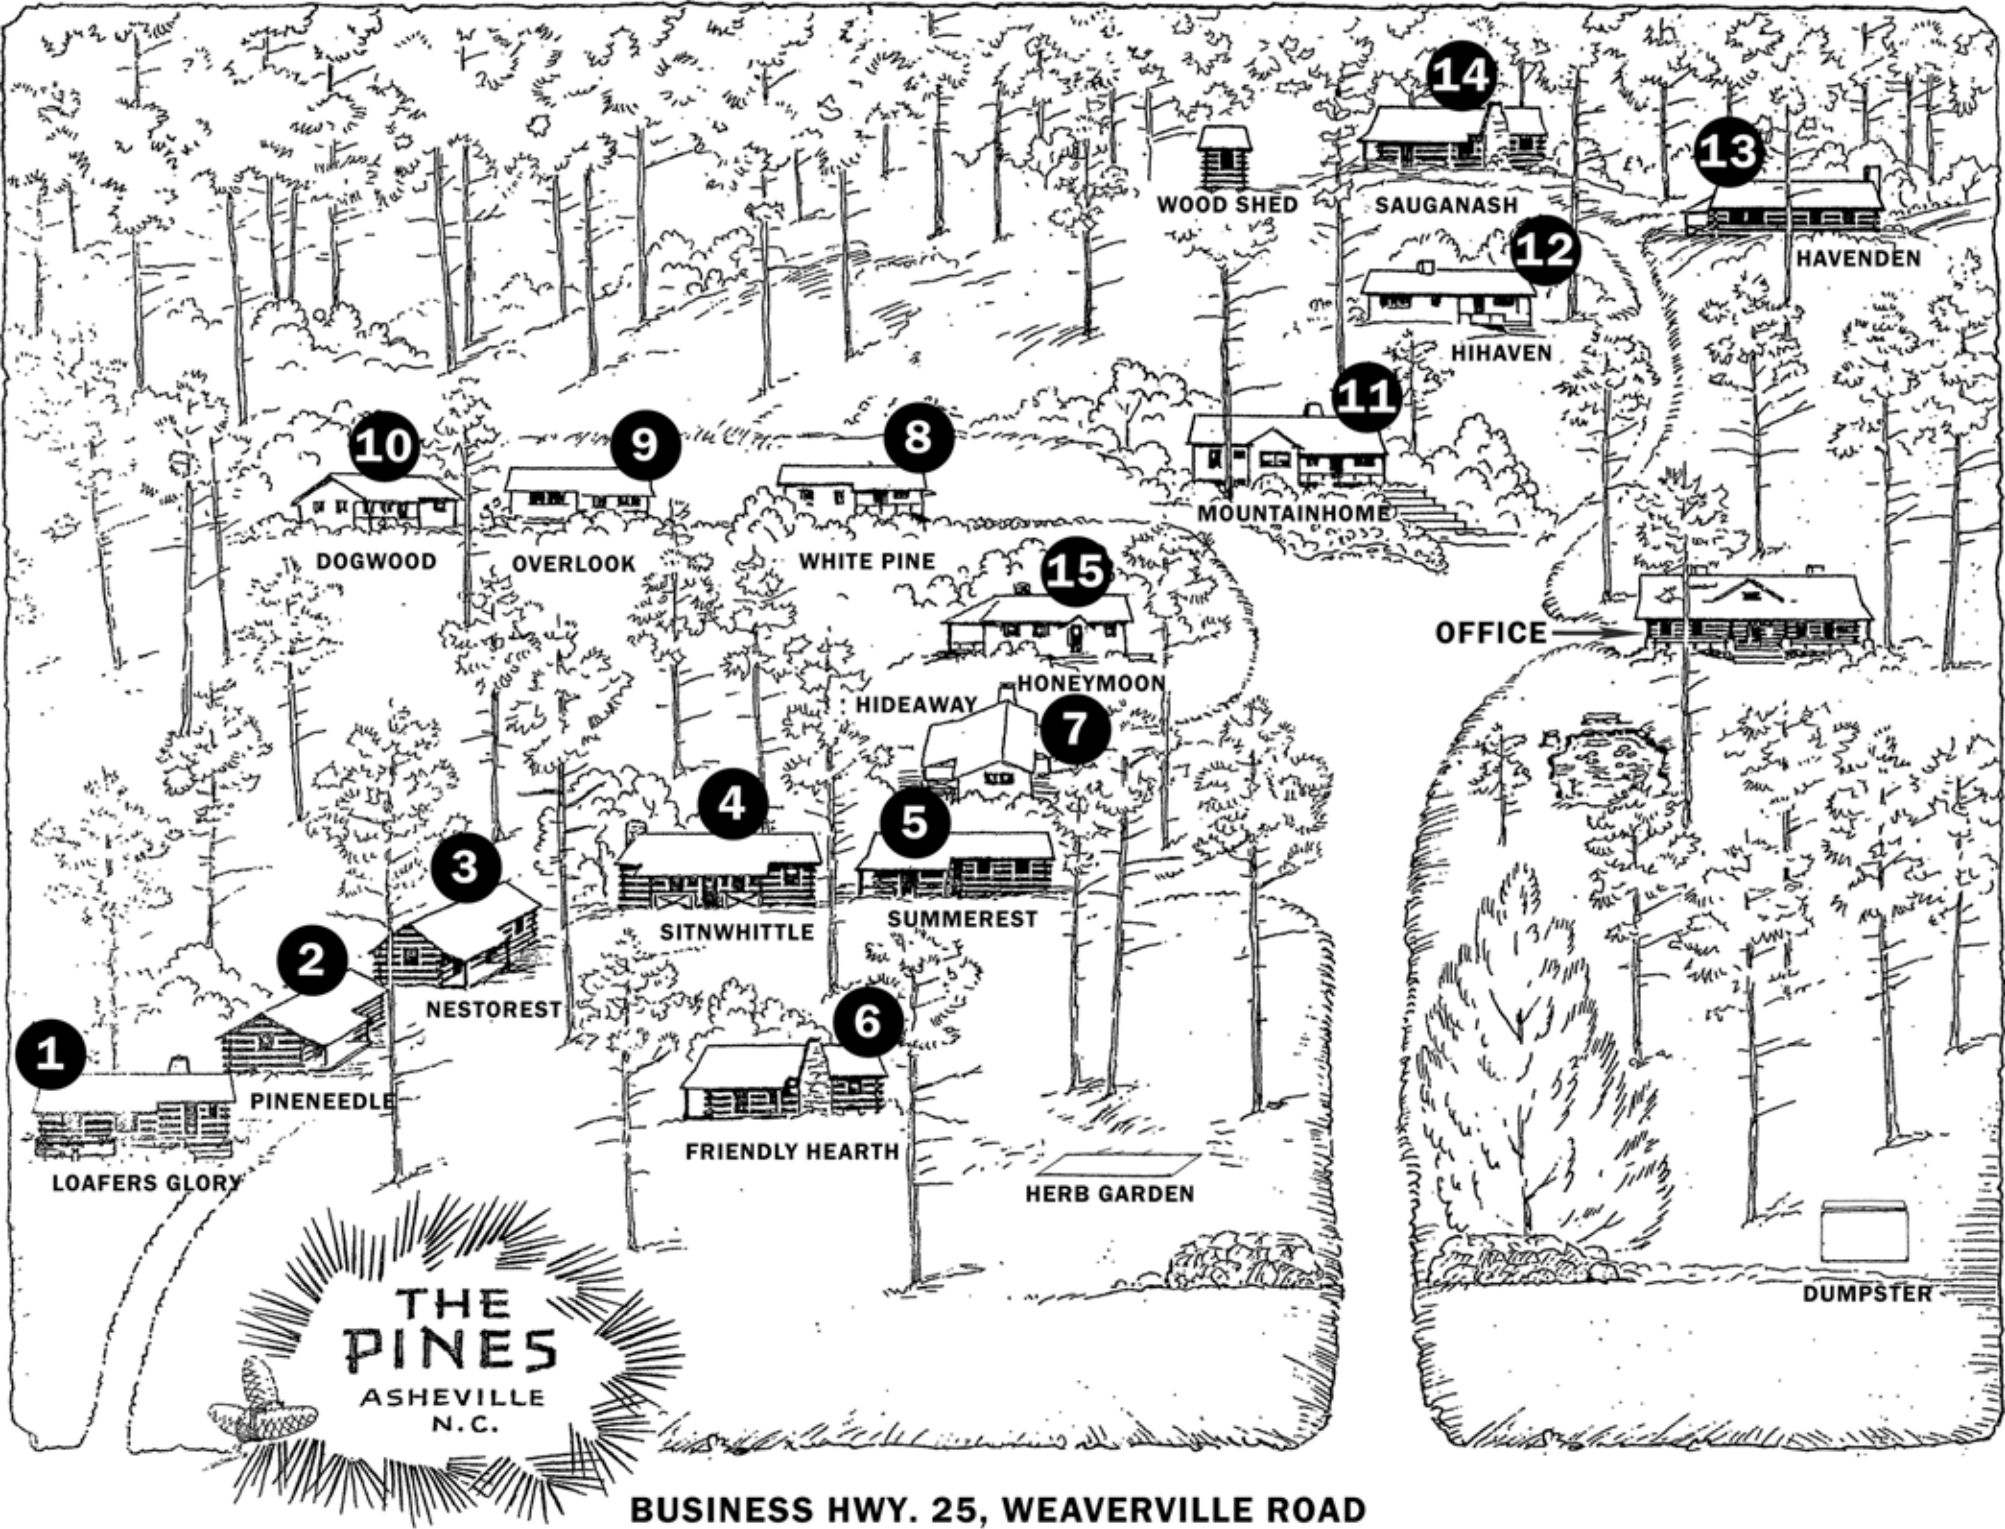 14
13
WOOD SHED
SAUGANASH
12
HAVENDEN
HIHAVEN
11
10
9
8
MOUNTAINHOME
DOGWOOD
OVERLOOK
WHITE PINE
15
OFFICE
HONEYMOON
HIDEAWAY
7
4
5
3
SUMMEREST
SITNWHITTLE
2
NESTOREST
6
1
PINENEEDLE
FRIENDLY HEARTH
LOAFERS GLORY
HERB GARDEN
DUMPSTER
THE
PINES
ASHEVILLE
N.C.
BUSINESS HWY. 25, WEAVERVILLE ROAD